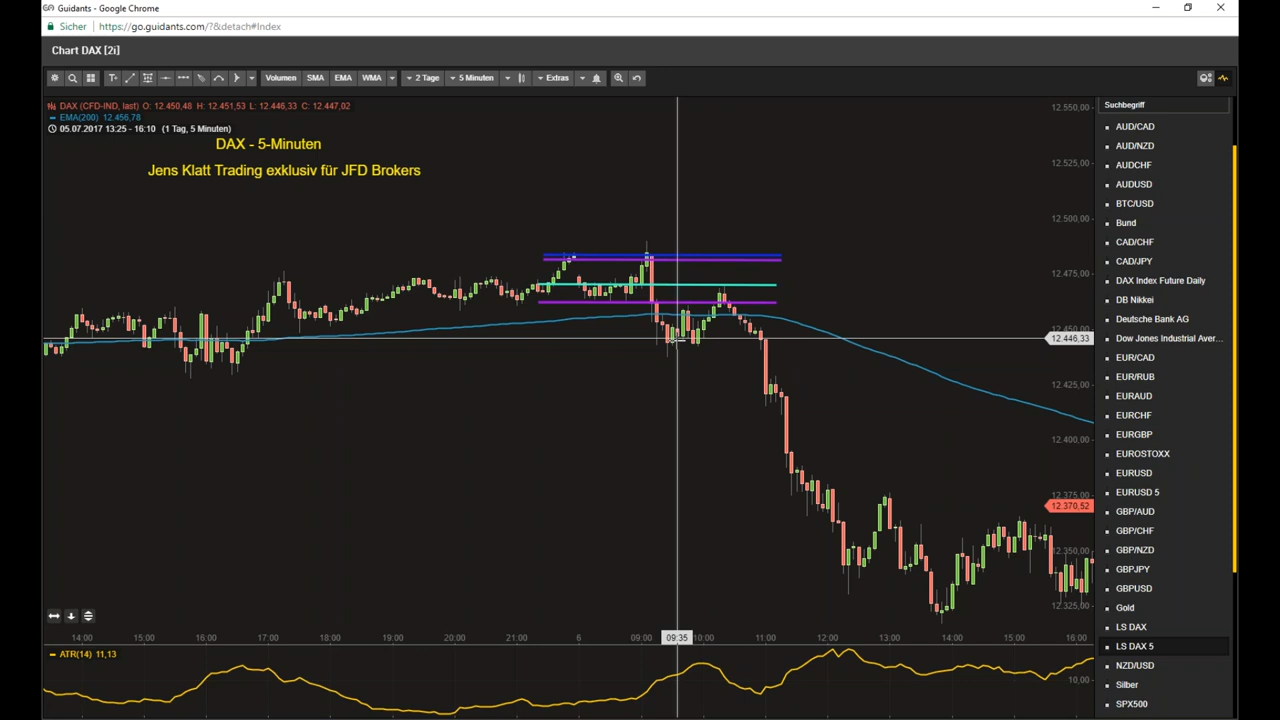 Guidants - Google Chrome
Sicher https://go.guidants.com/?&detach#Index
Chart DAX [2i]
T+ Volumen SMA EMA WMA 2 Tage 5 Minuten Extras
DAX (CFD-IND, last) O: 12.450,48 H: 12.451,53 L: 12.446,33 C: 12.447,02
EMA(200) 12.456,78
05.07.2017 13:25 - 16:10 (1 Tag, 5 Minuten)
DAX - 5-Minuten
Jens Klatt Trading exklusiv für JFD Brokers
12.550,00
12.525,00
12.500,00
12.475,00
12.450,00
12.446,33
12.425,00
12.400,00
12.375,00
12.370,52
12.350,00
12.325,00
14:00 15:00 16:00 17:00 18:00 19:00 20:00 21:00 6 09:00 09:35 10:00 11:00 12:00 13:00 14:00 15:00 16:00
ATR(14) 11,13
10,00
Suchbegriff
AUD/CAD
AUD/NZD
AUDCHF
AUDUSD
BTC/USD
Bund
CAD/CHF
CAD/JPY
DAX Index Future Daily
DB Nikkei
Deutsche Bank AG
Dow Jones Industrial Aver...
EUR/CAD
EUR/RUB
EURAUD
EURCHF
EURGBP
EUROSTOXX
EURUSD
EURUSD 5
GBP/AUD
GBP/CHF
GBP/NZD
GBPJPY
GBPUSD
Gold
LS DAX
LS DAX 5
NZD/USD
Silber
SPX500